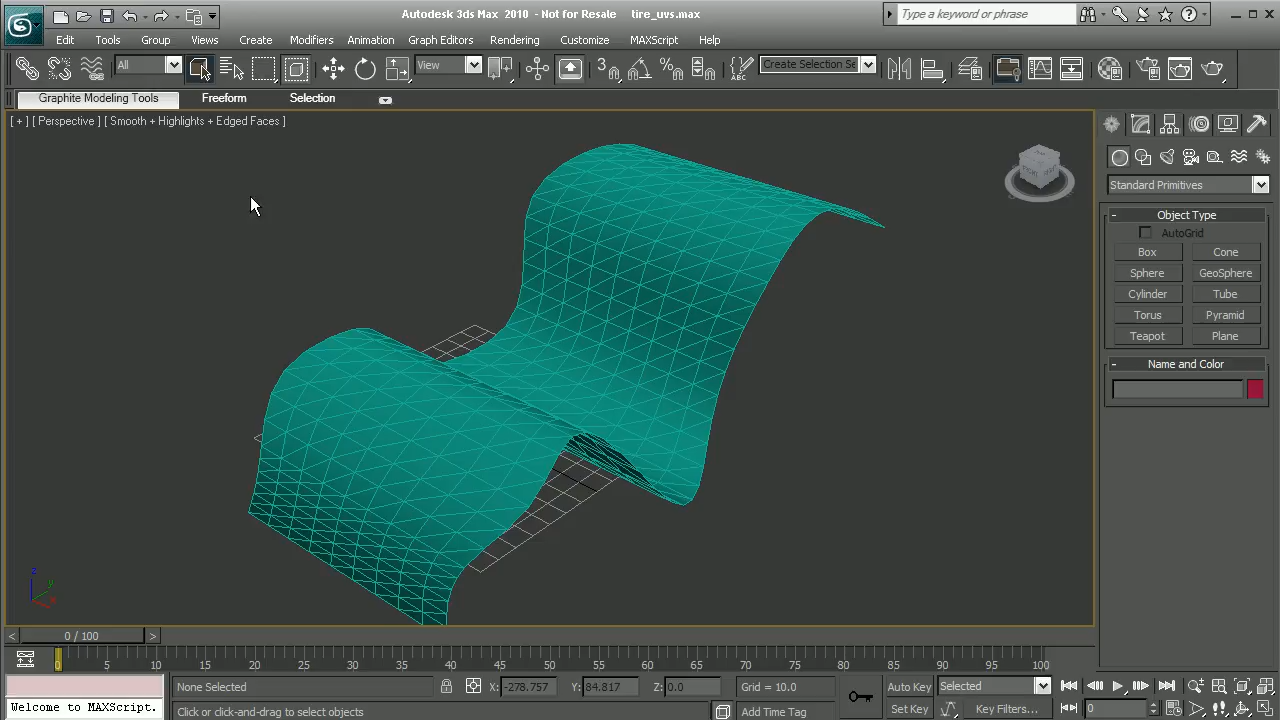 Autodesk 3ds Max 2010 - Not for Resale tire_uvs.max
Type a keyword or phrase
Edit Tools Group Views Create Modifiers Animation Graph Editors Rendering Customize MAXScript Help
All View Create Selection Se
Graphite Modeling Tools Freeform Selection
[ + ] [ Perspective ] [ Smooth + Highlights + Edged Faces ]
Standard Primitives
- Object Type
AutoGrid
Box Cone
Sphere GeoSphere
Cylinder Tube
Torus Pyramid
Teapot Plane
- Name and Color
z
y
x
< 0 / 100 >
0 5 10 15 20 25 30 35 40 45 50 55 60 65 70 75 80 85 90 95 100
None Selected X: -278.757 Y: 84.817 Z: 0.0 Grid = 10.0 Auto Key Selected
Welcome to MAXScript. Click or click-and-drag to select objects Add Time Tag Set Key Key Filters... 0